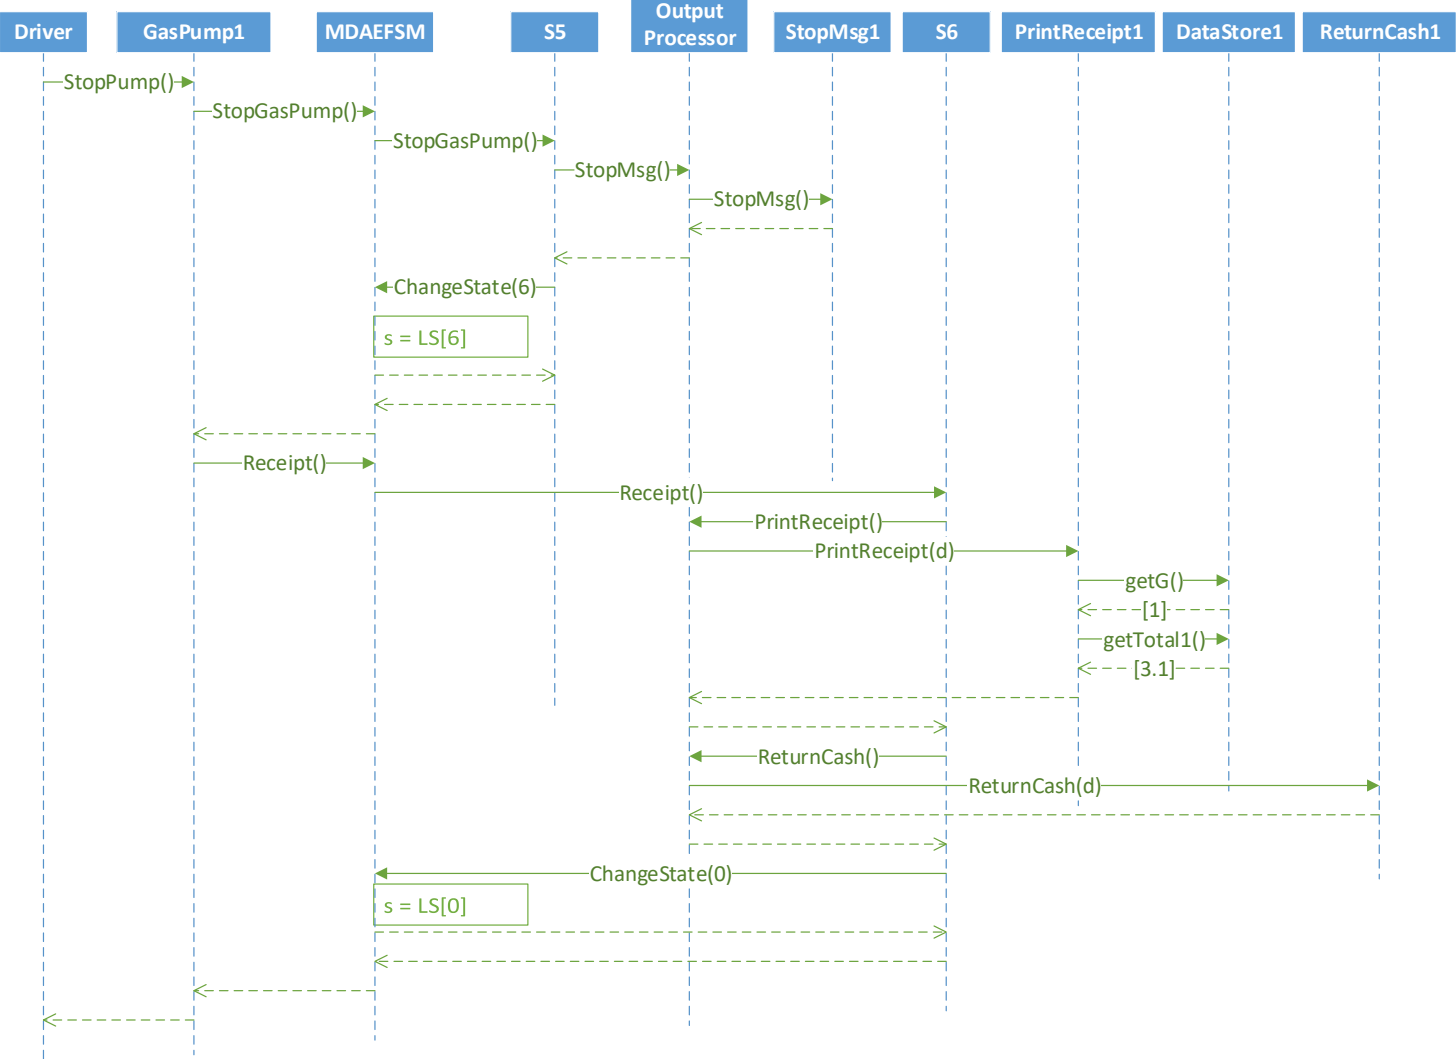 Driver
GasPump1
MDAEFSM
S5
Output
Processor
StopMsg1
S6
PrintReceipt1
DataStore1
ReturnCash1
StopPump()
StopGasPump()
StopGasPump()
StopMsg()
StopMsg()
ChangeState(6)
s = LS[6]
Receipt()
Receipt()
PrintReceipt()
PrintReceipt(d)
getG()
[1]
getTotal1()
[3.1]
ReturnCash()
ReturnCash(d)
ChangeState(0)
s = LS[0]